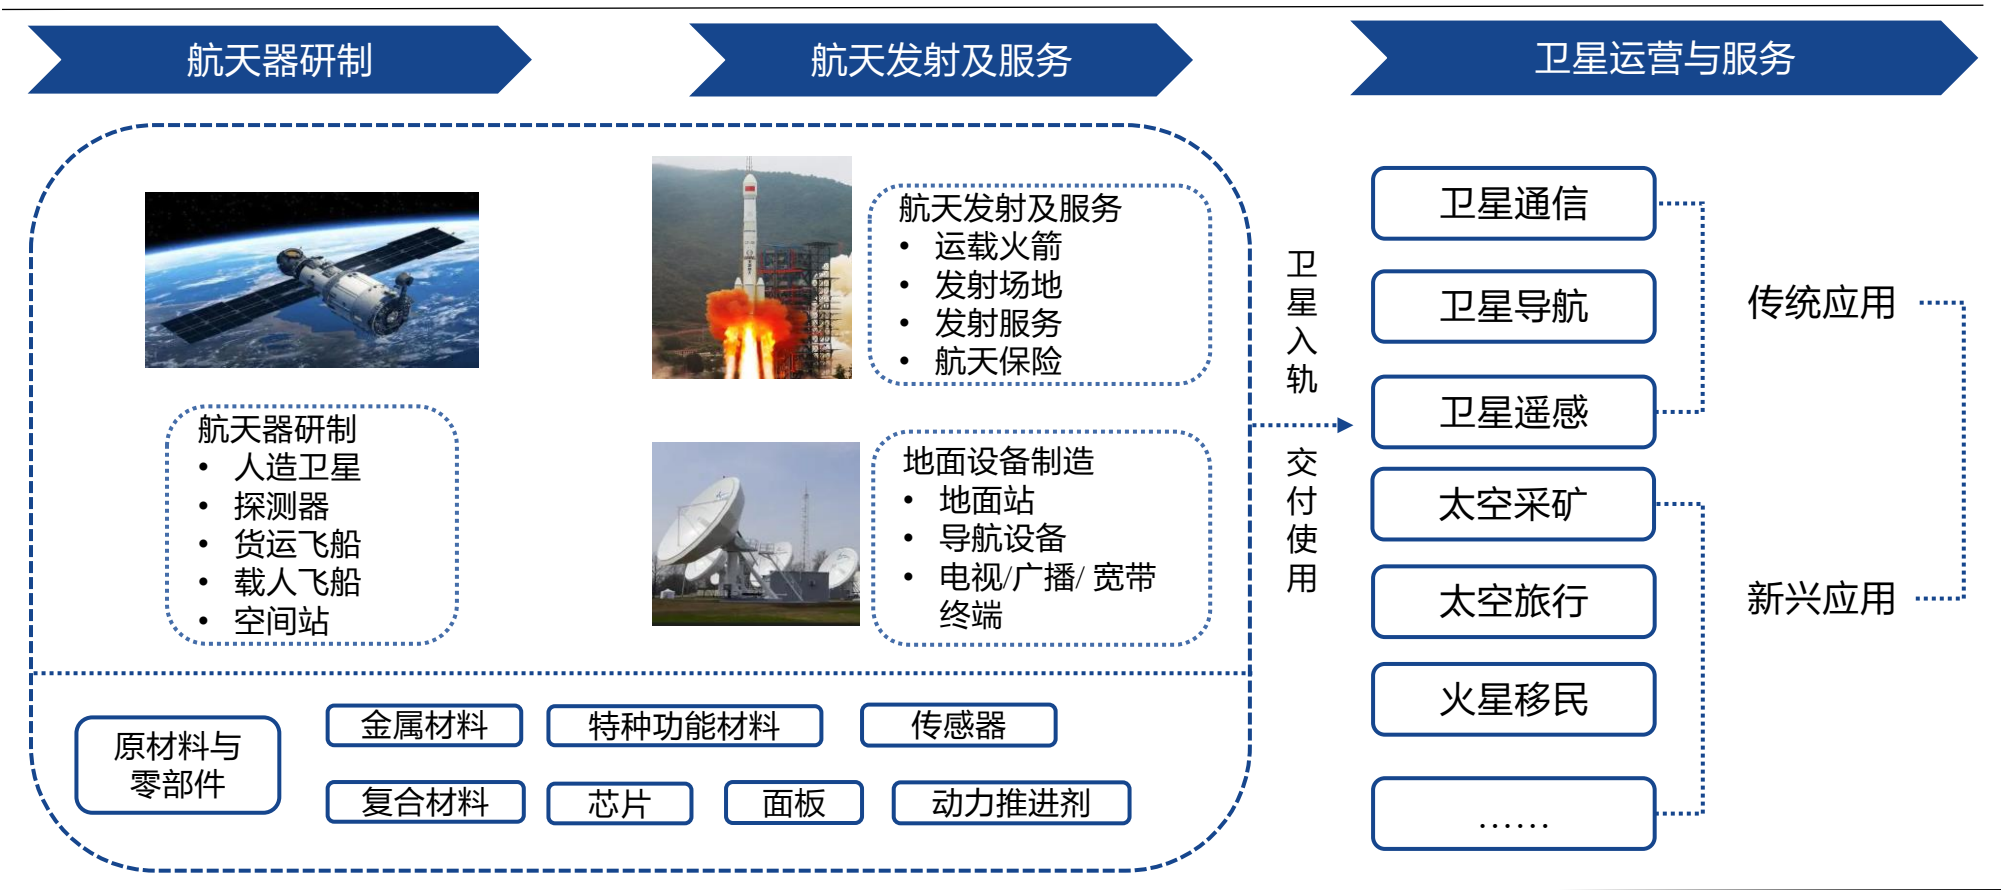 航天器研制
航天发射及服务
卫星运营与服务
航天发射及服务
• 运载火箭
• 发射场地
• 发射服务
• 航天保险
航天器研制
• 人造卫星
• 探测器
• 货运飞船
• 载人飞船
• 空间站
地面设备制造
• 地面站
• 导航设备
• 电视/广播/ 宽带
终端
卫星入轨
交付使用
卫星通信
卫星导航
卫星遥感
太空采矿
太空旅行
火星移民
……
传统应用
新兴应用
原材料与
零部件
金属材料
特种功能材料
传感器
复合材料
芯片
面板
动力推进剂